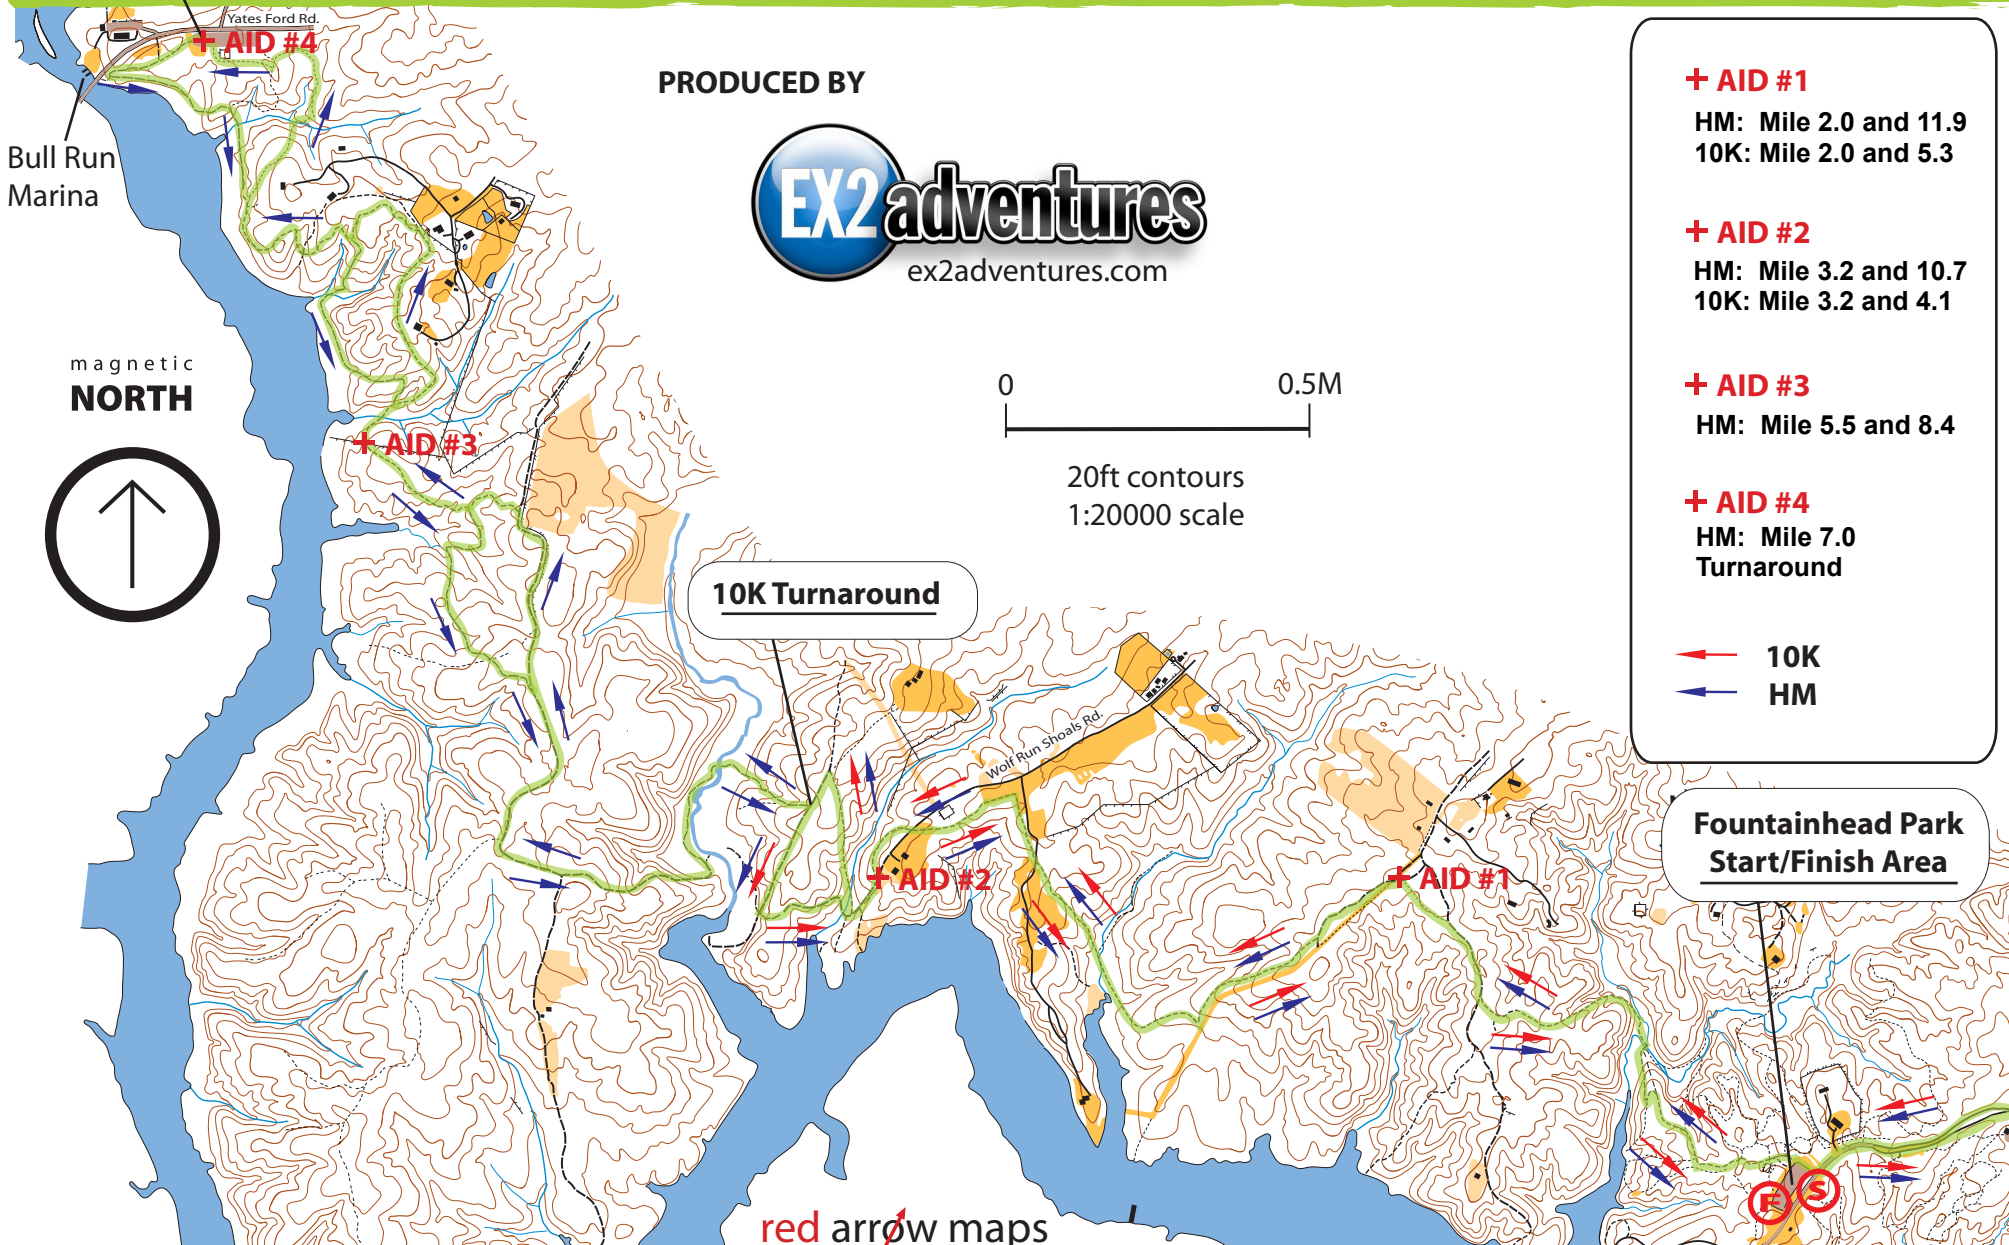 Yates Ford Rd.
AID #4
Bull Run
Marina
PRODUCED BY
EX2 adventures
ex2adventures.com
magnetic
NORTH
0 0.5M
20ft contours
1:20000 scale
AID #3
10K Turnaround
Wolf Run Shoals Rd.
AID #2
AID #1
AID #1
HM: Mile 2.0 and 11.9
10K: Mile 2.0 and 5.3
AID #2
HM: Mile 3.2 and 10.7
10K: Mile 3.2 and 4.1
AID #3
HM: Mile 5.5 and 8.4
AID #4
HM: Mile 7.0
Turnaround
10K
HM
Fountainhead Park
Start/Finish Area
F S
red arrow maps